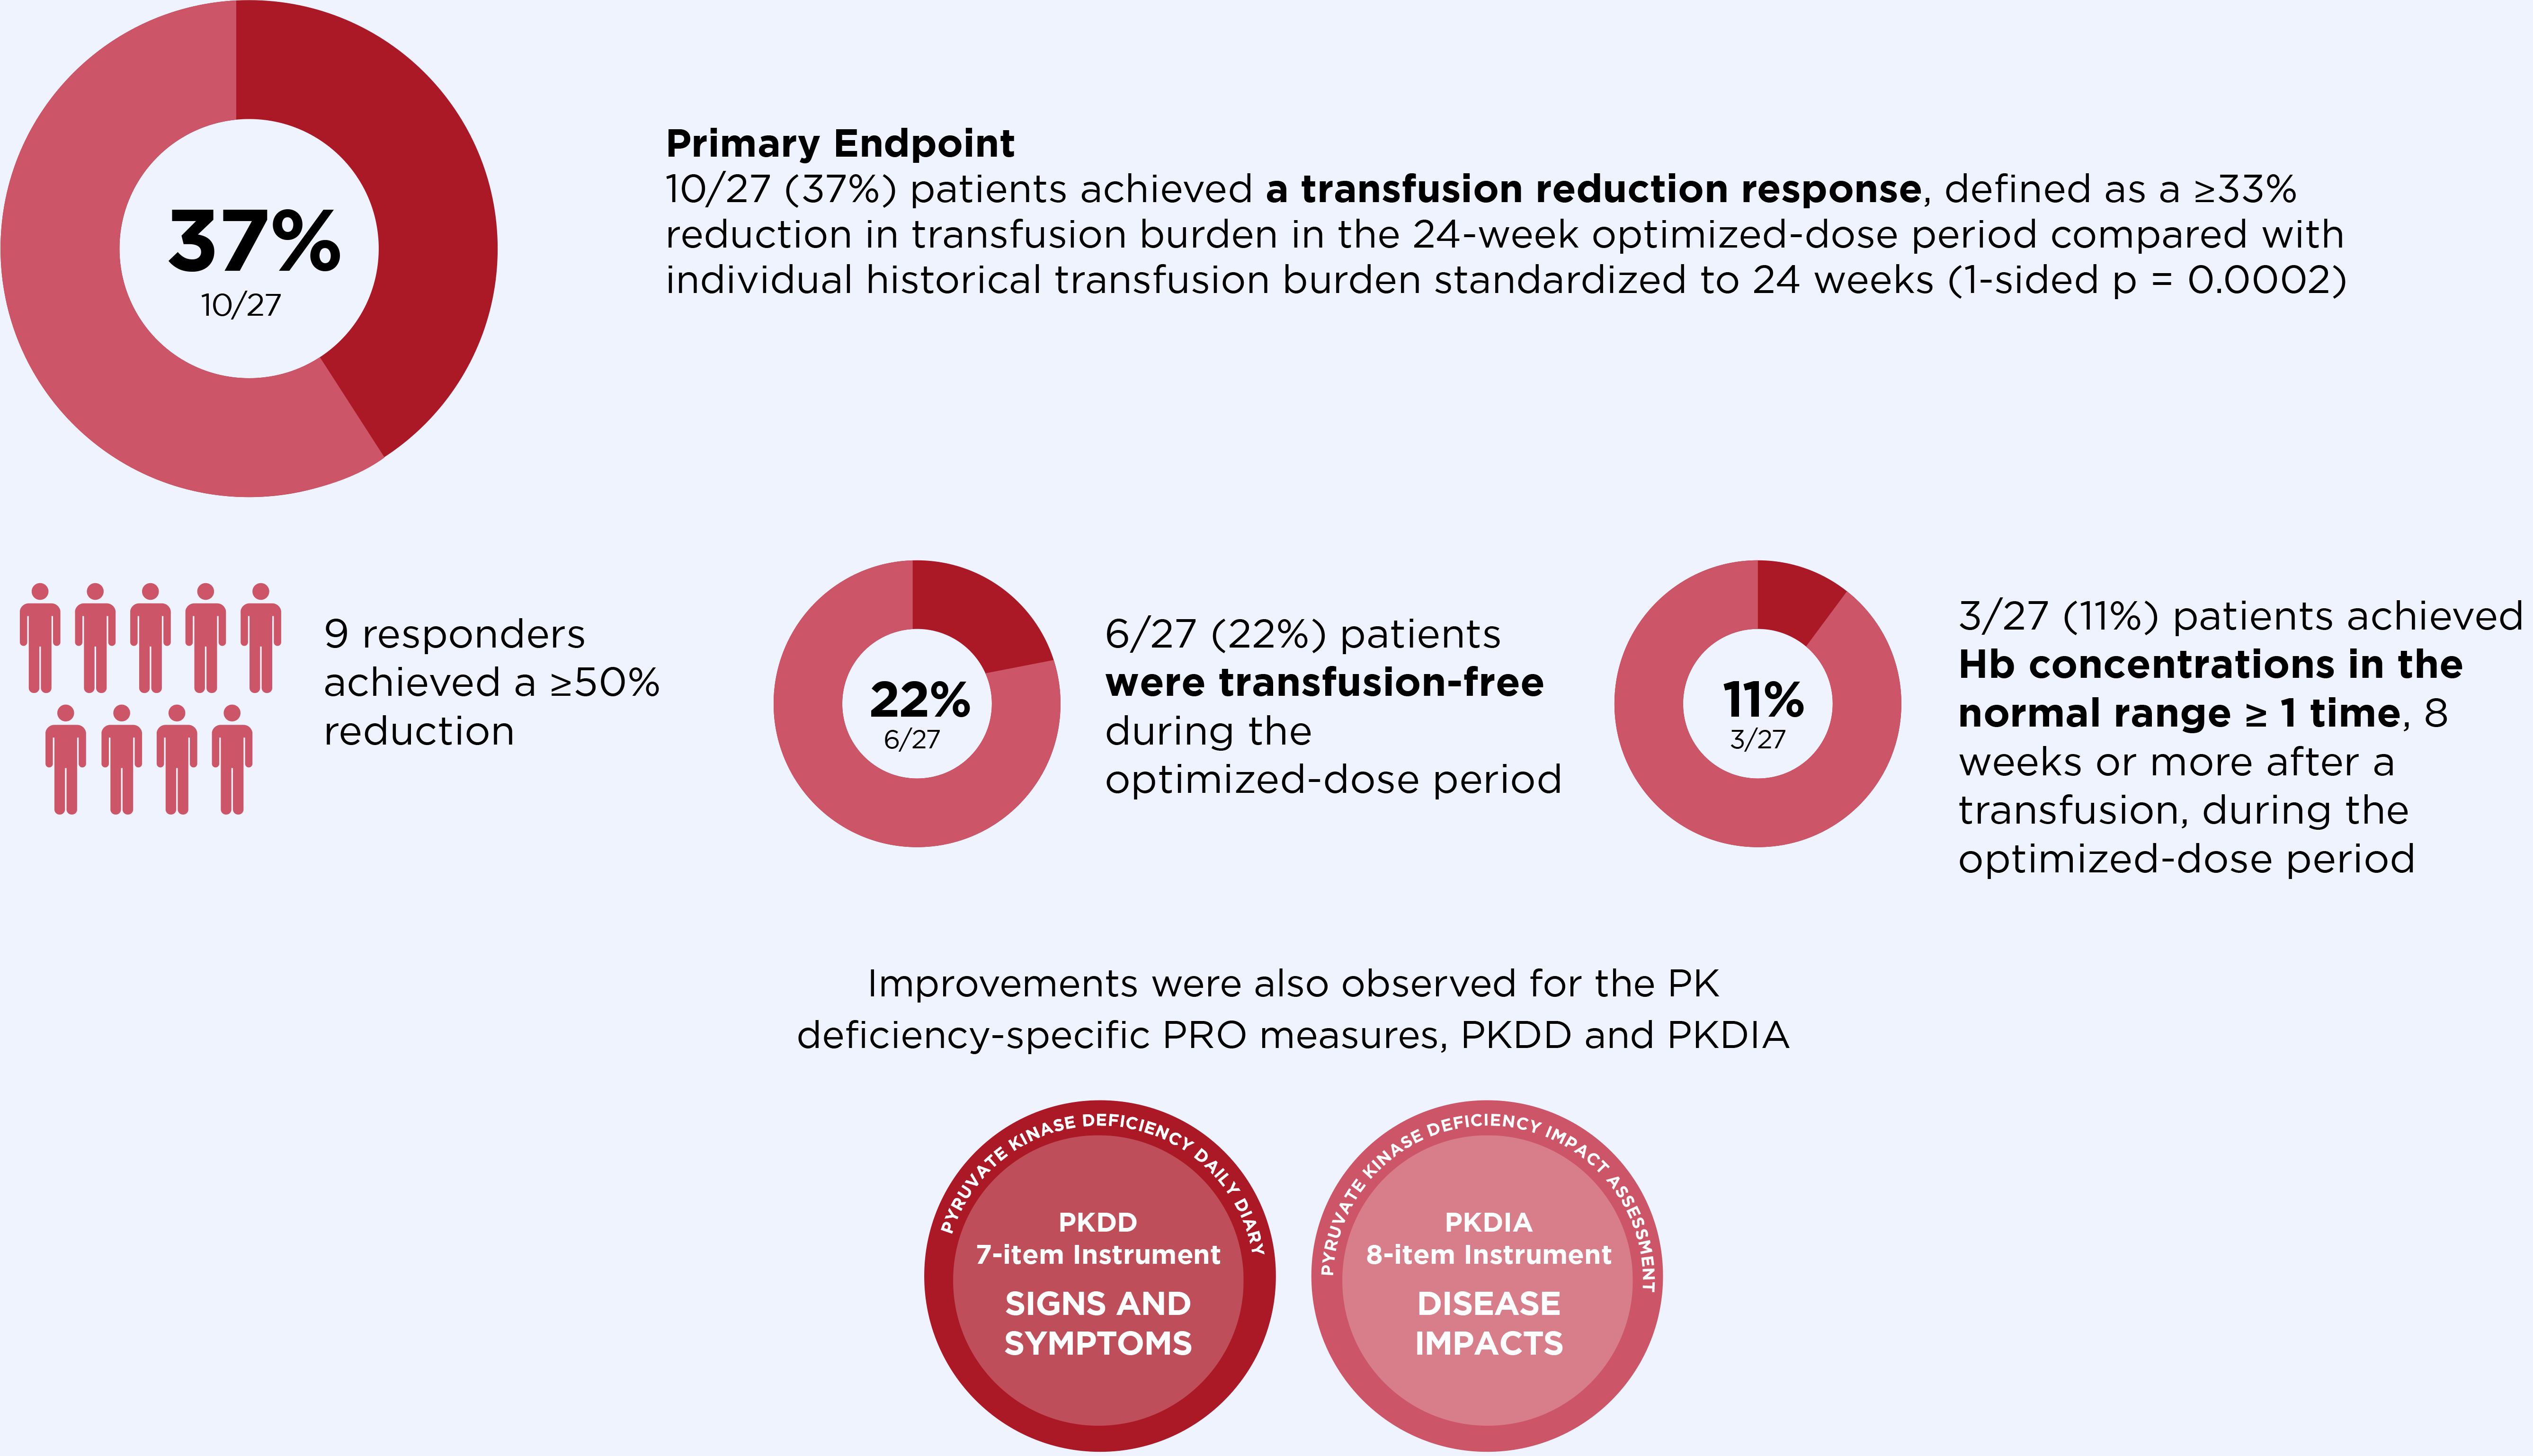 37%
10/27
Primary Endpoint
10/27 (37%) patients achieved a transfusion reduction response, defined as a ≥33%
reduction in transfusion burden in the 24-week optimized-dose period compared with
individual historical transfusion burden standardized to 24 weeks (1-sided p = 0.0002)
9 responders
achieved a ≥50%
reduction
22%
6/27
6/27 (22%) patients
were transfusion-free
during the
optimized-dose period
11%
3/27
3/27 (11%) patients achieved
Hb concentrations in the
normal range ≥ 1 time, 8
weeks or more after a
transfusion, during the
optimized-dose period
Improvements were also observed for the PK
deficiency-specific PRO measures, PKDD and PKDIA
PYRUVATE KINASE DEFICIENCY DAILY DIARY
PKDD
7-item Instrument
SIGNS AND
SYMPTOMS
PYRUVATE KINASE DEFICIENCY IMPACT ASSESSMENT
PKDIA
8-item Instrument
DISEASE
IMPACTS